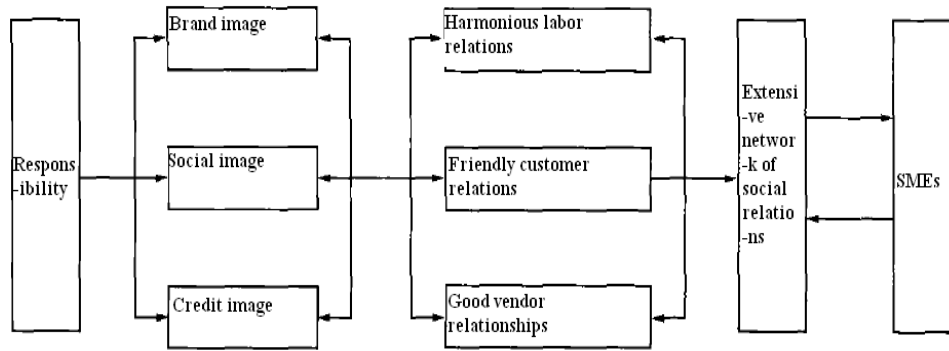 Respons
-ibility
Brand image
Social image
Credit image
Harmonious labor
relations
Friendly customer
relations
Good vendor
relationships
Extensi
-ve
networ
-k of
social
relatio
-ns
SMEs